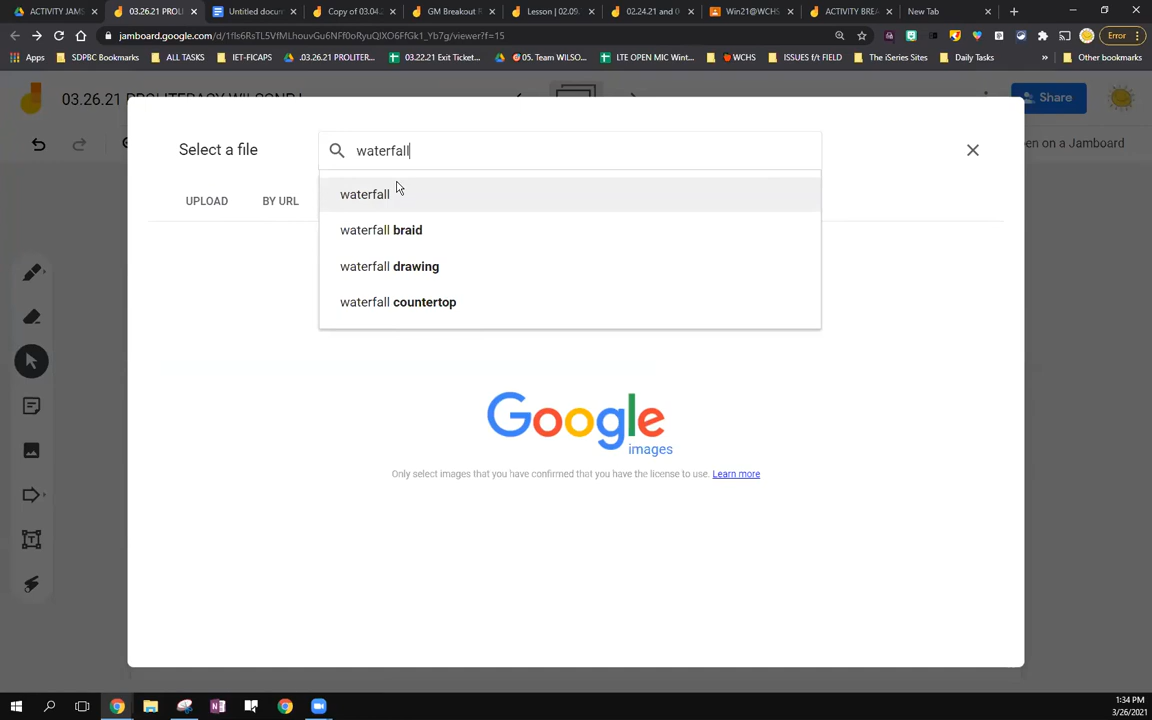 ACTIVITY JAMS
03.26.21 PROLI
Untitled docun
Copy of 03.04.
GM Breakout R
Lesson | 02.09.
02.24.21 and 0
Win21@WCHS
ACTIVITY BREA
New Tab
jamboard.google.com/d/1fIs6RsTL5VfMLhouvGu6NFf0oRyuQIXO6FfGk1_Yb7g/viewer?f=15
Error
Apps
SDPBC Bookmarks
ALL TASKS
IET-FICAPS
.03.26.21 PROLITER...
03.22.21 Exit Ticket...
05. Team WILSO...
LTE OPEN MIC Wint...
WCHS
ISSUES f/t FIELD
The iSeries Sites
Daily Tasks
»
Other bookmarks
03.26.21 PROLITERACY WILSONDJ
Share
Select a file
waterfall
en on a Jamboard
UPLOAD
BY URL
waterfall
waterfall braid
waterfall drawing
waterfall countertop
Google
images
Only select images that you have confirmed that you have the license to use. Learn more
1:34 PM
3/26/2021